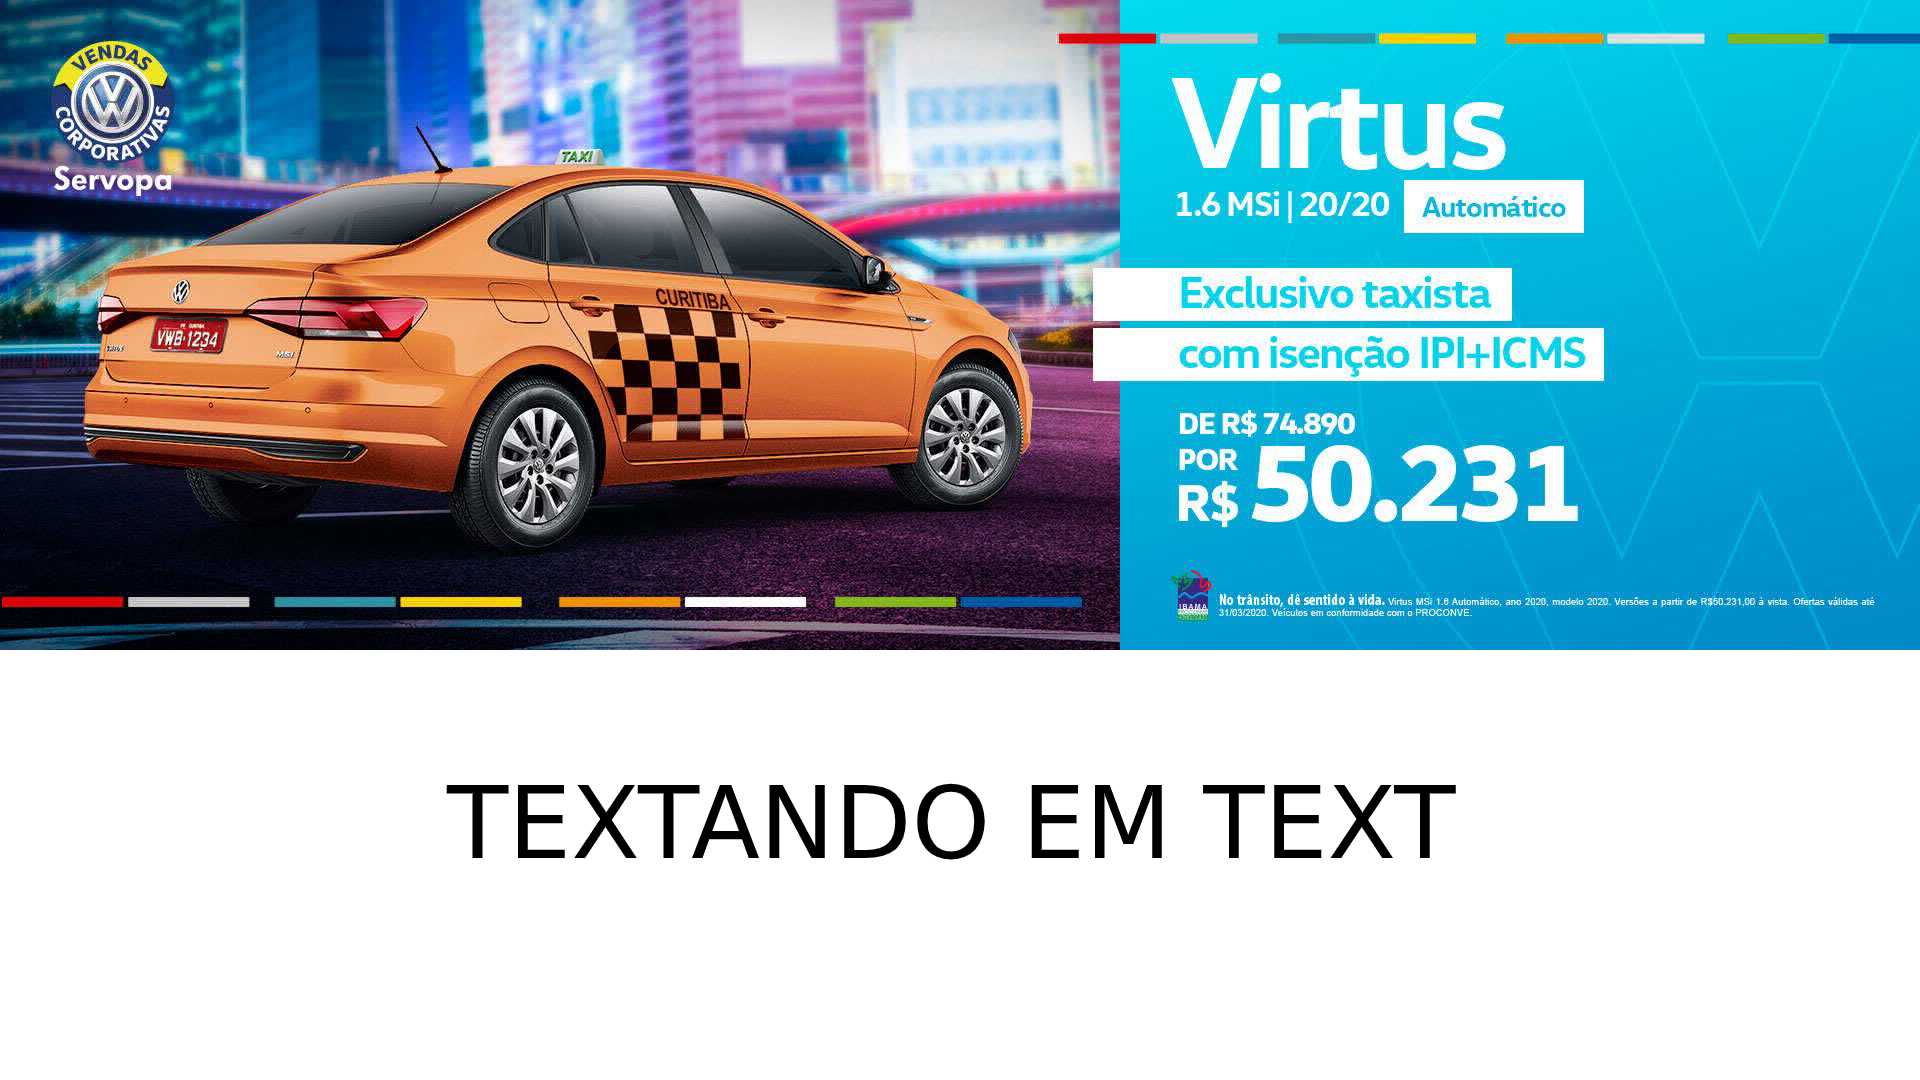 VENDAS
CORPORATIVAS
Servopa
TAXI
CURITIBA
VWB-1234
MSI
Virtus
1.6 MSi | 20/20 Automático
Exclusivo taxista
com isenção IPI+ICMS
DE R$ 74.890
POR
R$ 50.231
IBAMA
No trânsito, dê sentido à vida. Virtus MSi 1.6 Automático, ano 2020, modelo 2020. Versões a partir de R$50.231,00 à vista. Ofertas válidas até
31/03/2020. Veículos em conformidade com o PROCONVE.
TEXTANDO EM TEXT